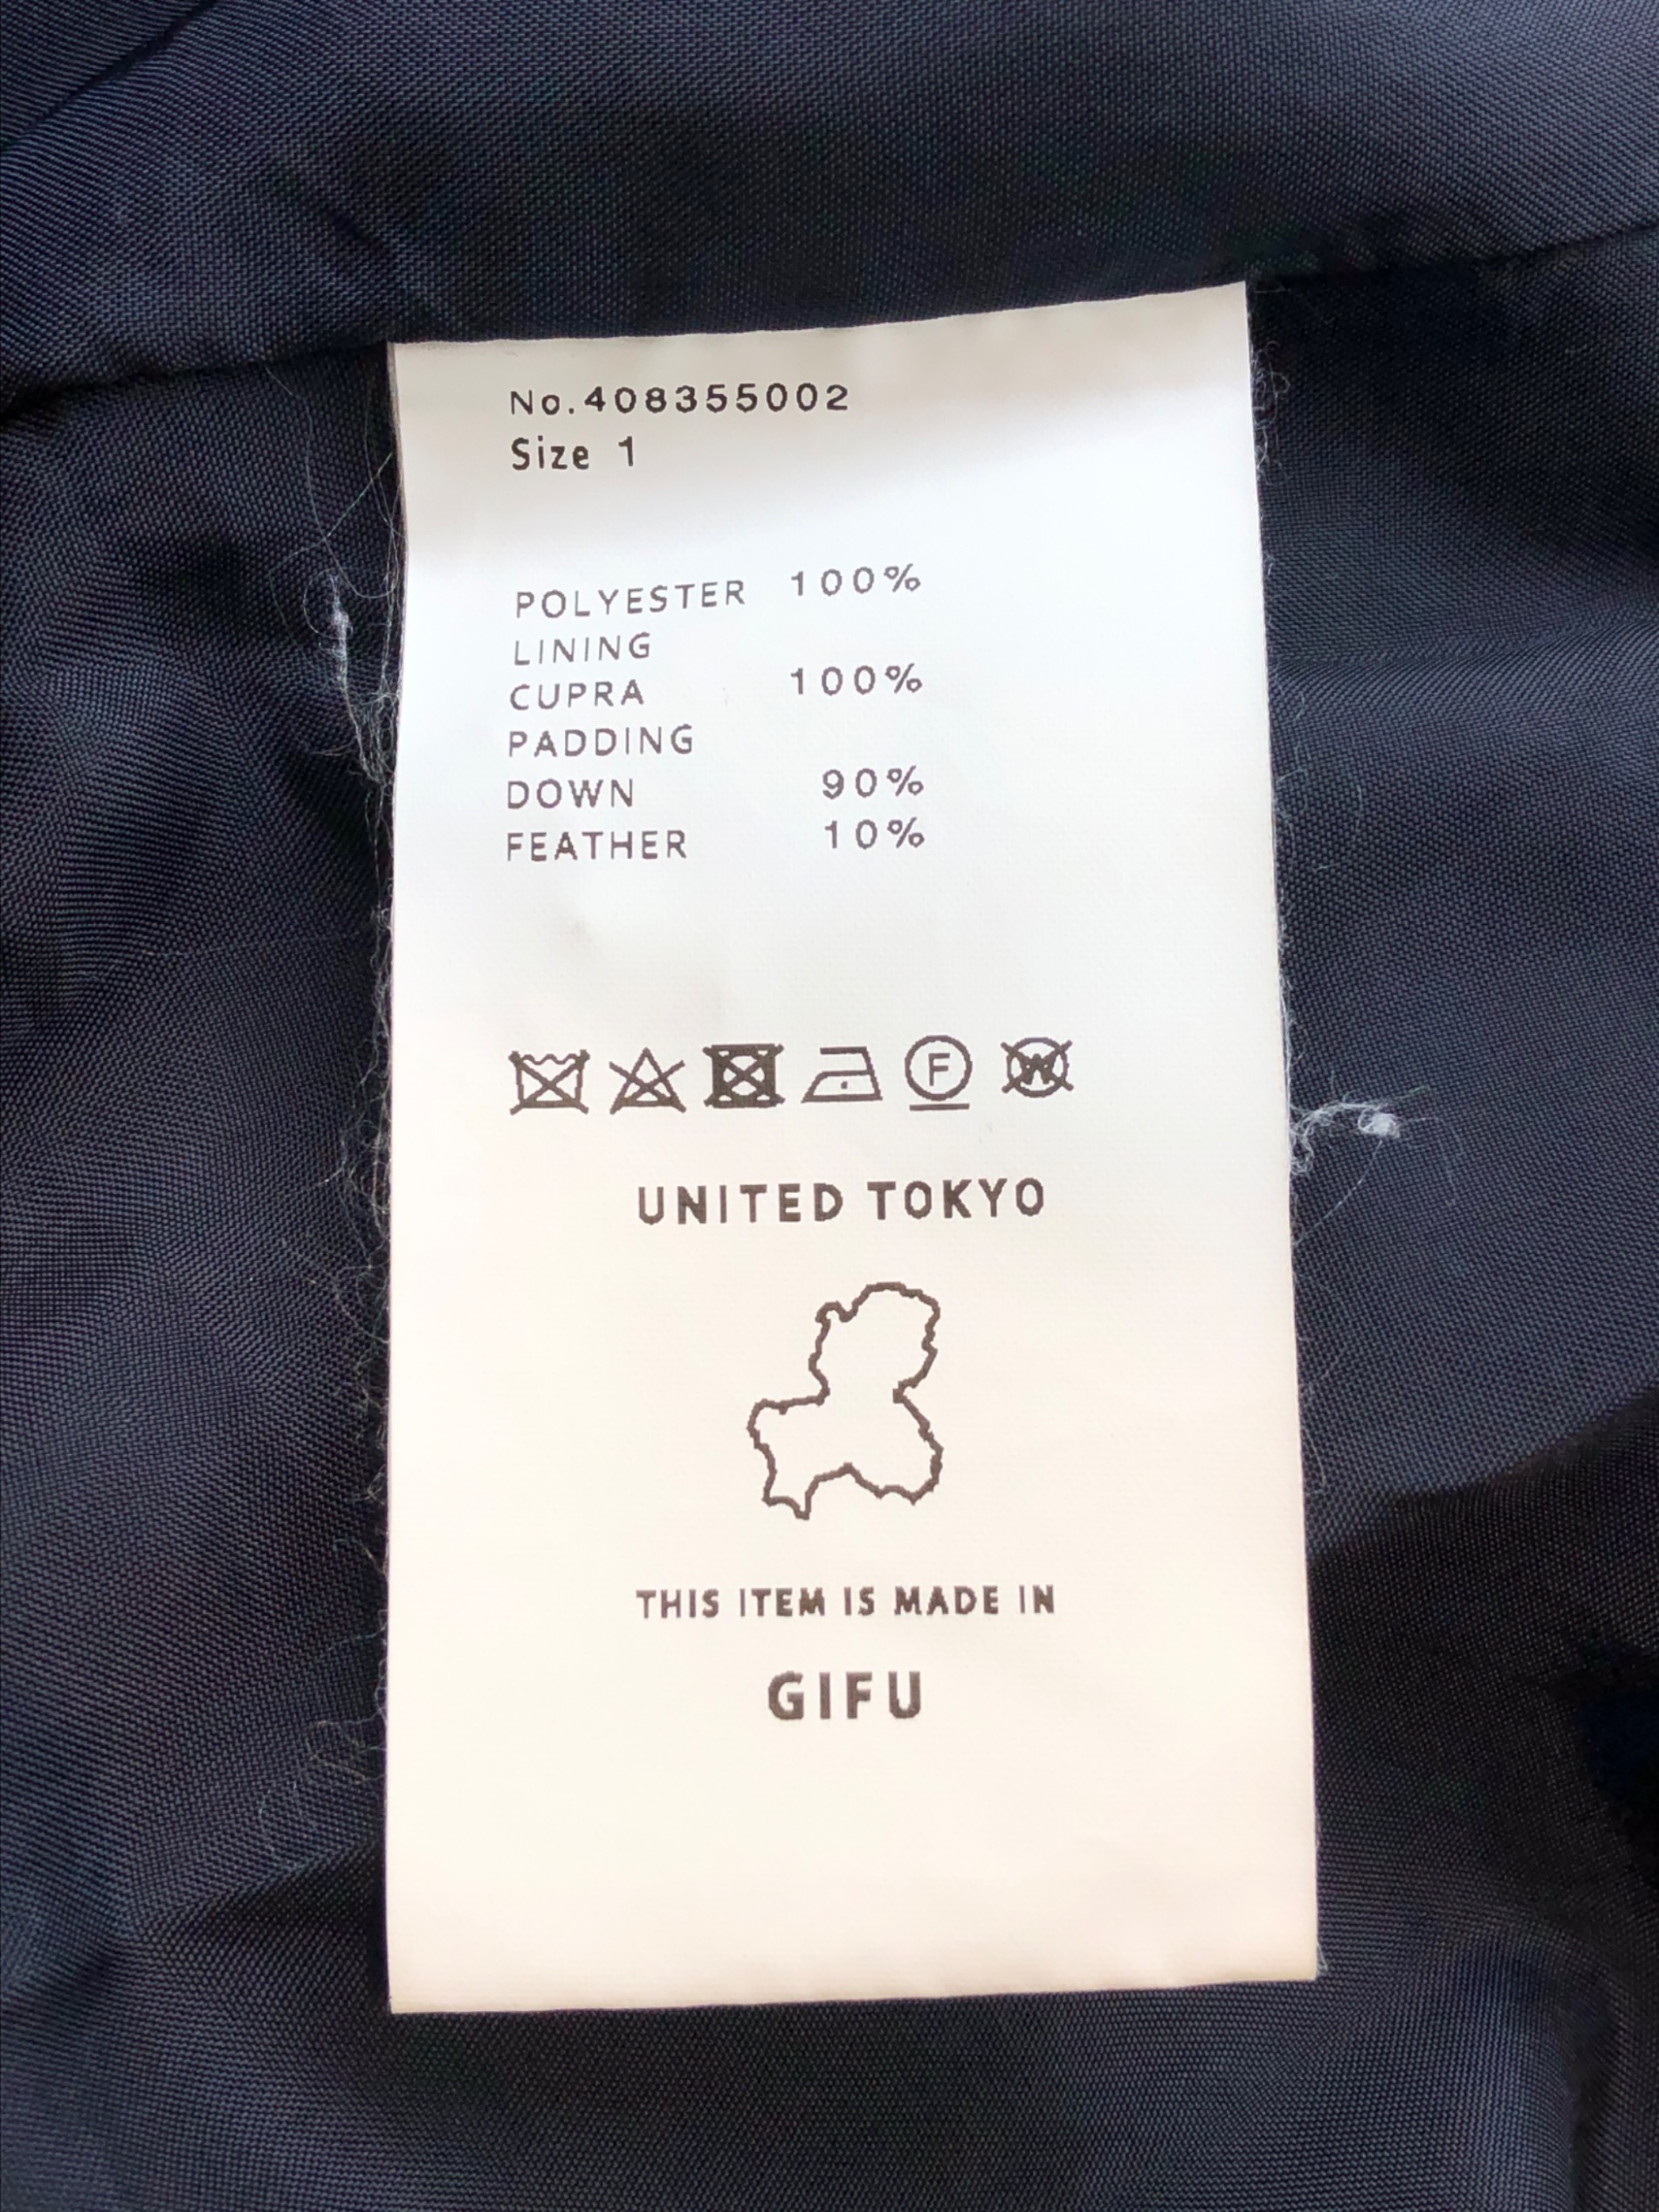 No.408355002
Size 1
POLYESTER 100%
LINING
CUPRA 100%
PADDING
DOWN 90%
FEATHER 10%
F W
UNITED TOKYO
THIS ITEM IS MADE IN
GIFU